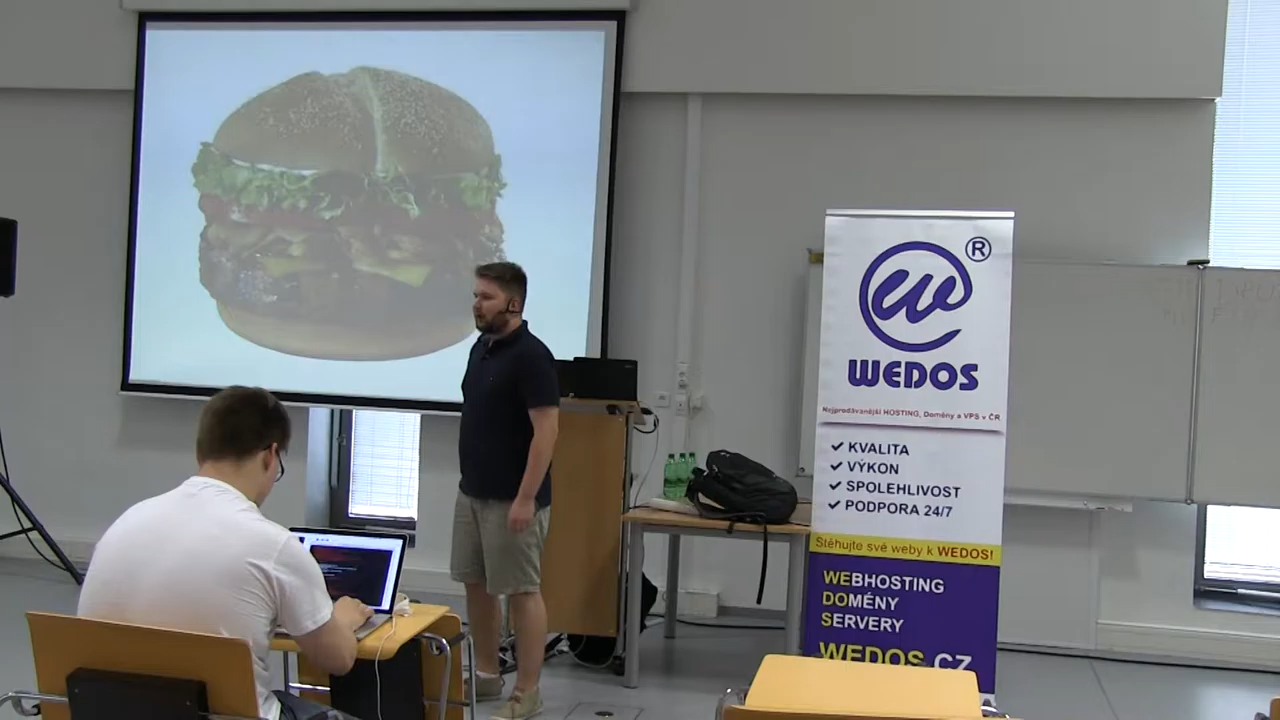 ®
WEDOS
Nejprodávanější HOSTING, Domény a VPS v ČR
KVALITA
VÝKON
SPOLEHLIVOST
PODPORA 24/7
Stěhujte své weby k WEDOS!
WEBHOSTING
DOMÉNY
SERVERY
WEDOS.CZ